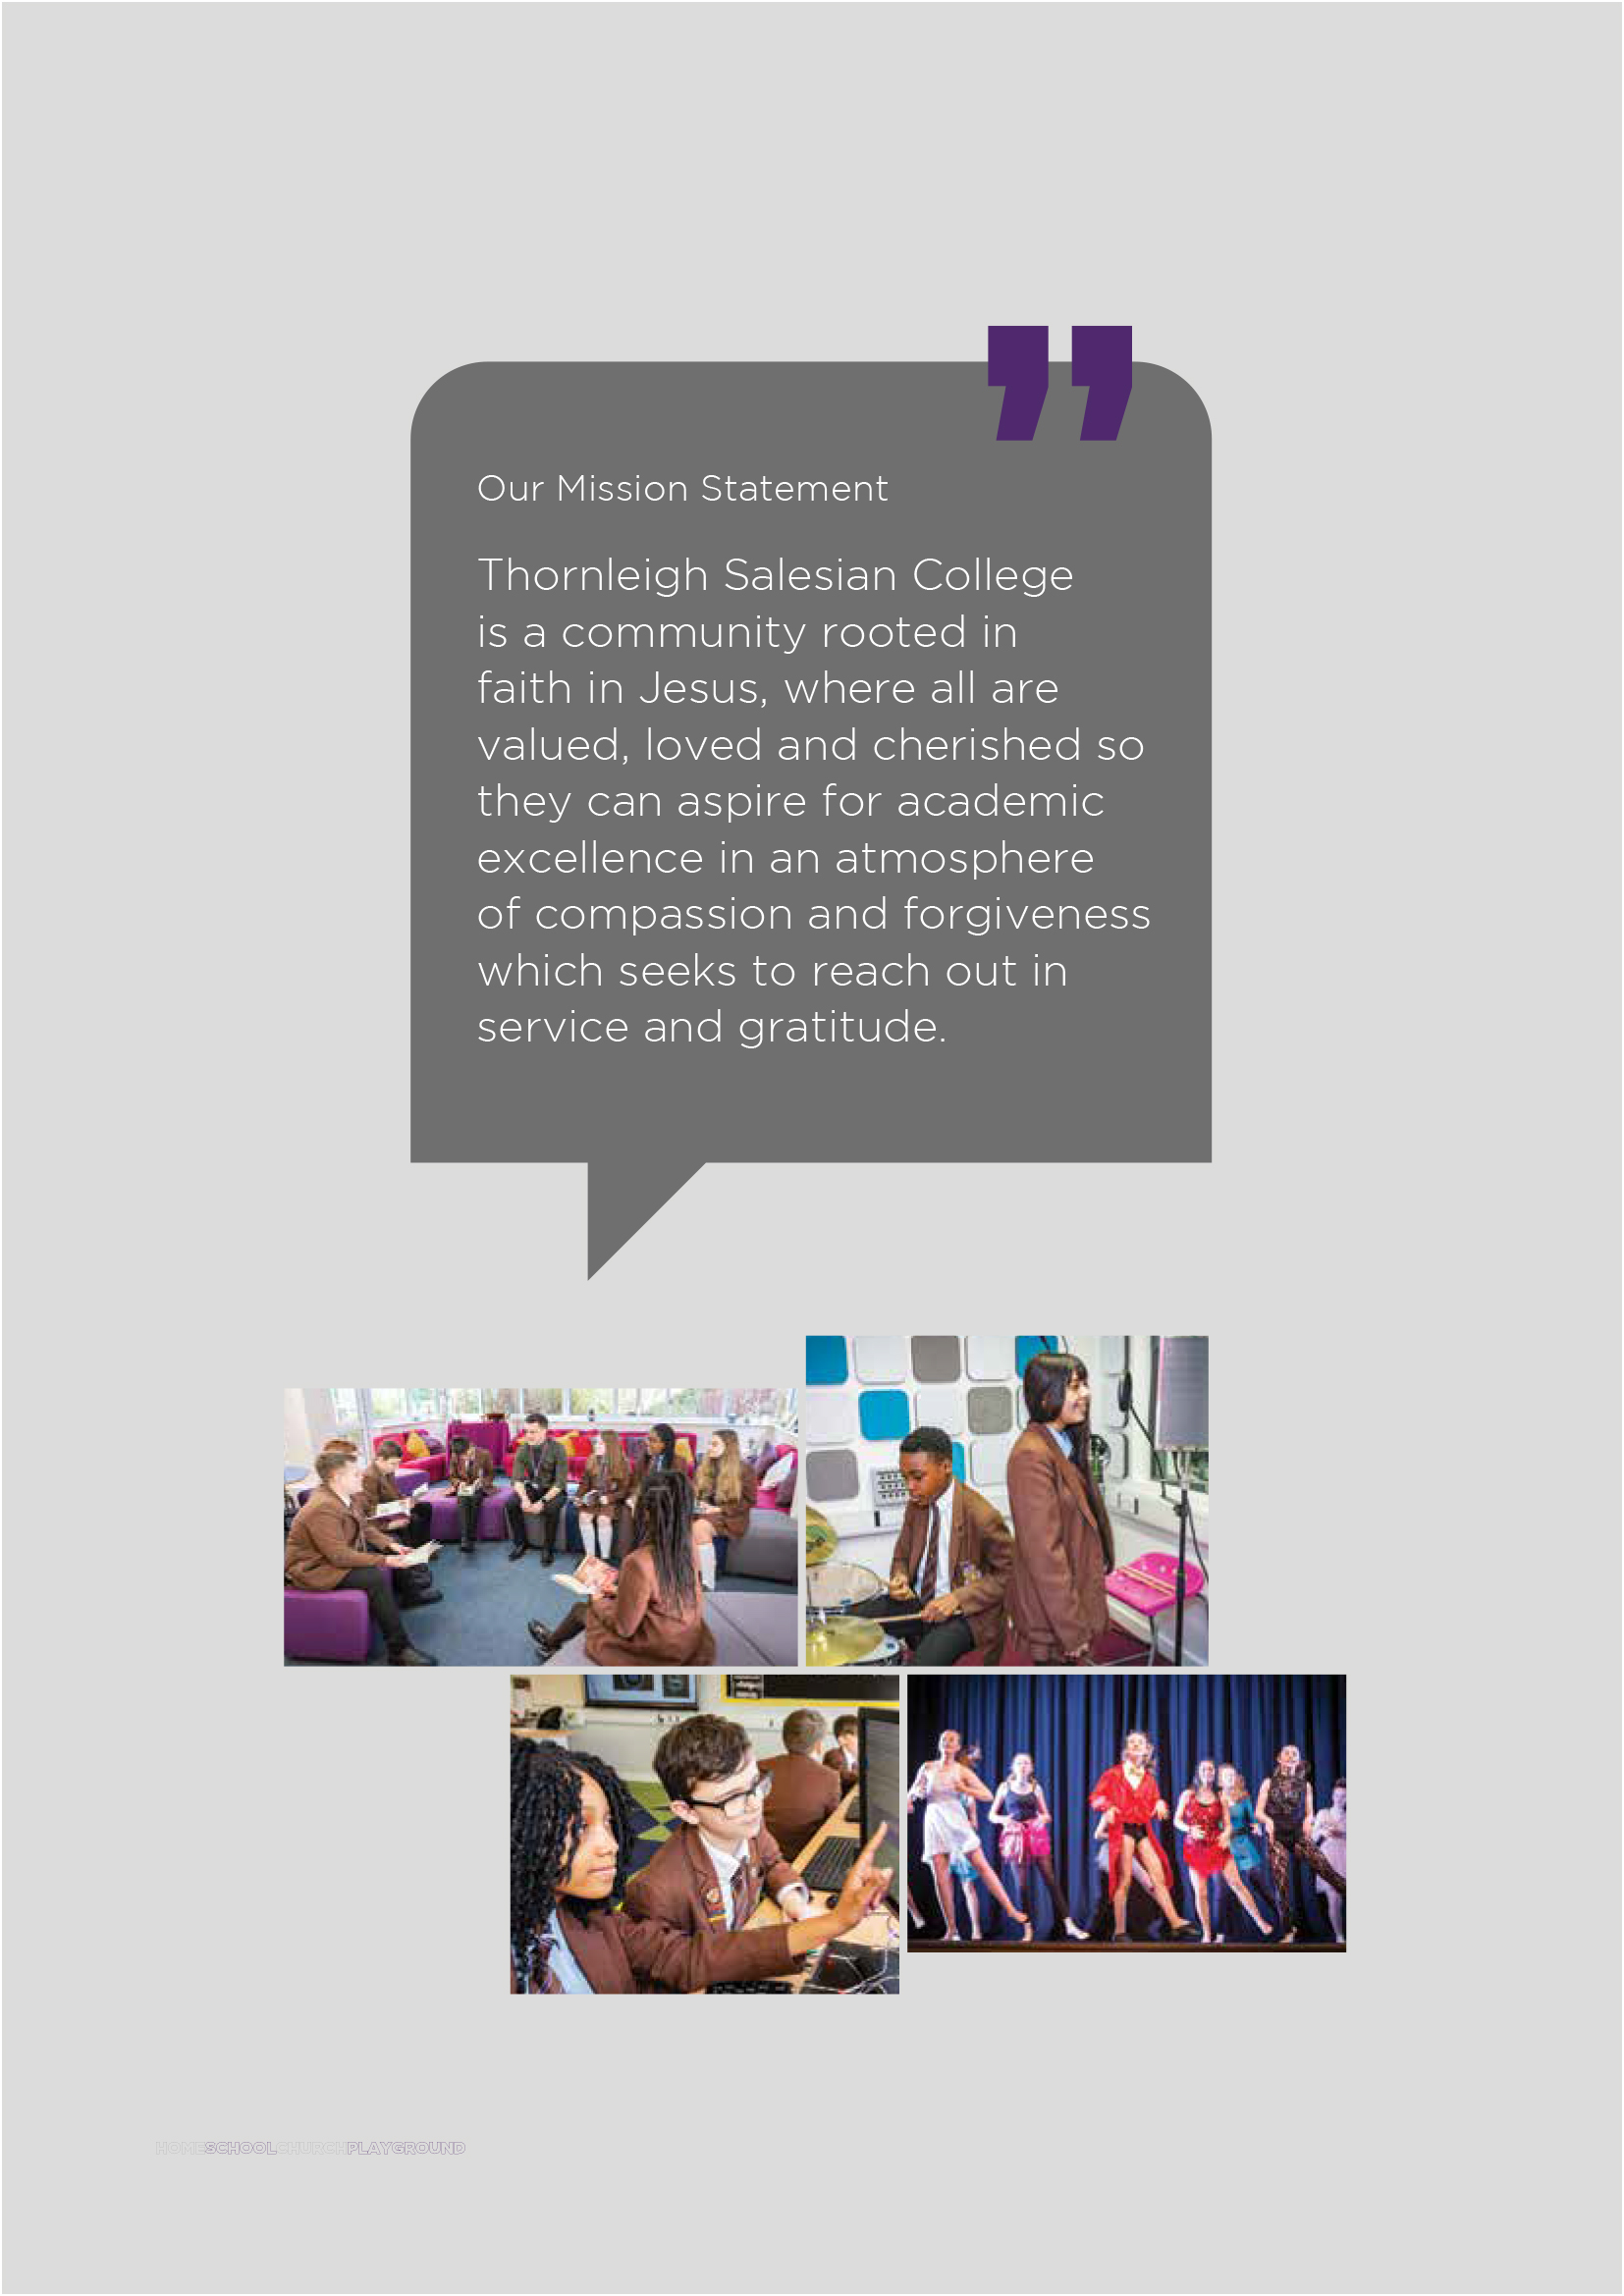 Our Mission Statement
Thornleigh Salesian College
is a community rooted in
faith in Jesus, where all are
valued, loved and cherished so
they can aspire for academic
excellence in an atmosphere
of compassion and forgiveness
which seeks to reach out in
service and gratitude.
HOMESCHOOLCHURCHPLAYGROUND